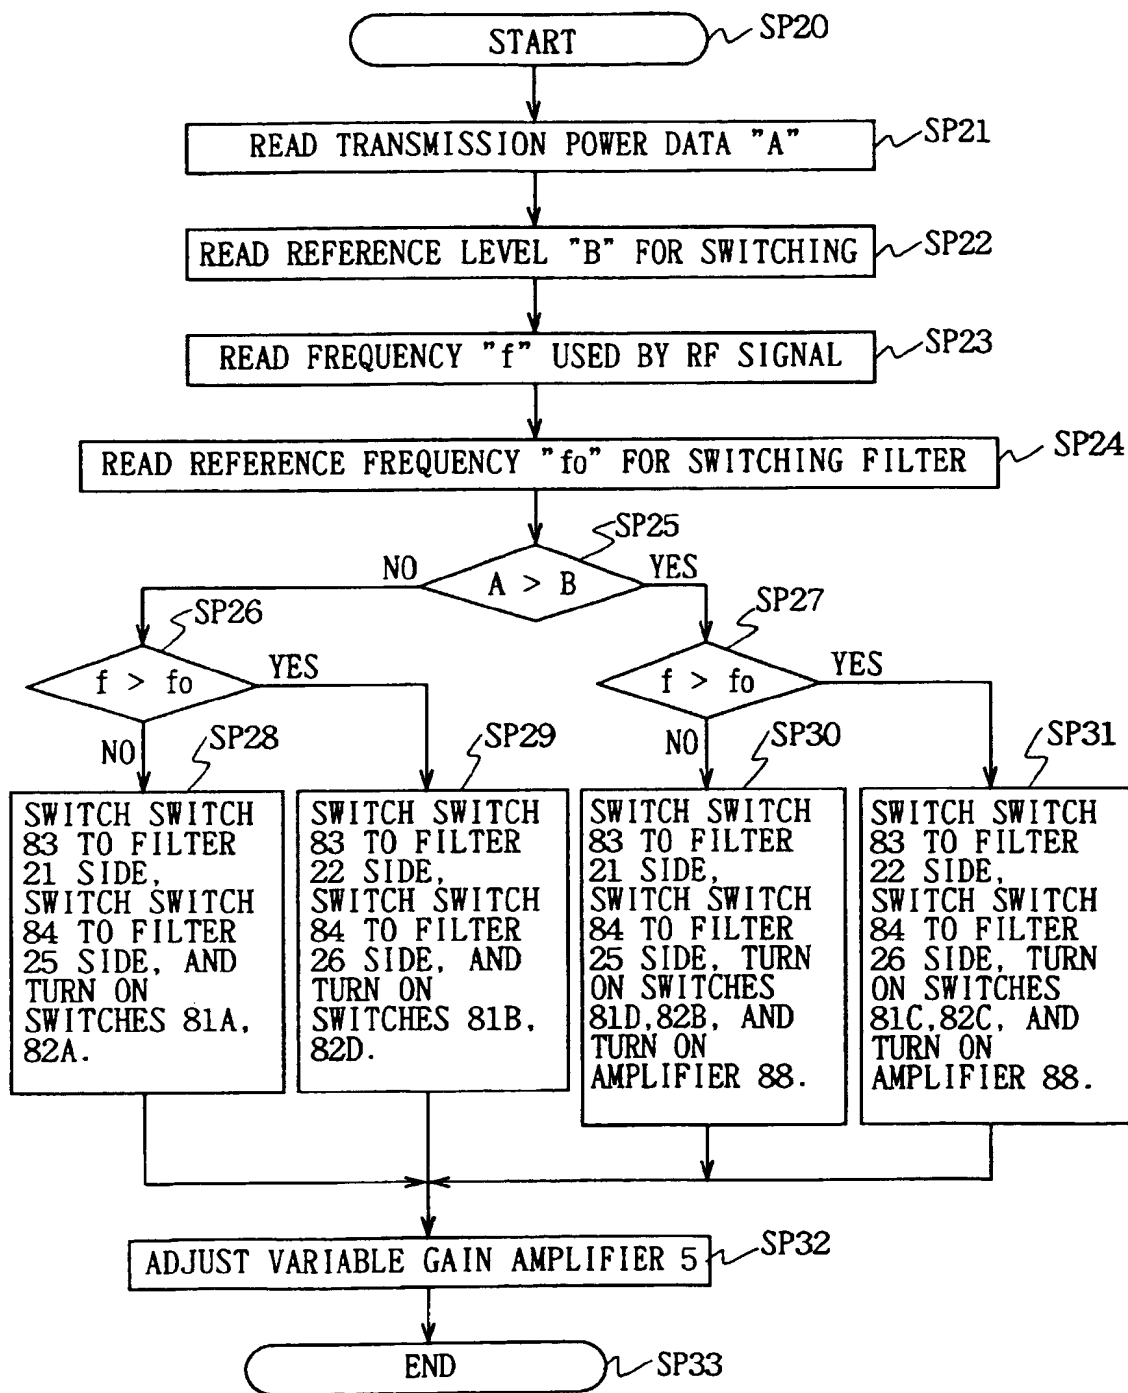 START
SP20
READ TRANSMISSION POWER DATA "A"
SP21
READ REFERENCE LEVEL "B" FOR SWITCHING
SP22
READ FREQUENCY "f" USED BY RF SIGNAL
SP23
READ REFERENCE FREQUENCY "fo" FOR SWITCHING FILTER
SP24
SP25
NO
A > B
YES
SP26
f > fo
YES
NO
SP27
f > fo
YES
NO
SP28
SWITCH SWITCH
83 TO FILTER
21 SIDE,
SWITCH SWITCH
84 TO FILTER
25 SIDE, AND
TURN ON
SWITCHES 81A,
82A.
SP29
SWITCH SWITCH
83 TO FILTER
22 SIDE,
SWITCH SWITCH
84 TO FILTER
26 SIDE, AND
TURN ON
SWITCHES 81B,
82D.
SP30
SWITCH SWITCH
83 TO FILTER
21 SIDE,
SWITCH SWITCH
84 TO FILTER
25 SIDE, TURN
ON SWITCHES
81D,82B, AND
TURN ON
AMPLIFIER 88.
SP31
SWITCH SWITCH
83 TO FILTER
22 SIDE,
SWITCH SWITCH
84 TO FILTER
26 SIDE, TURN
ON SWITCHES
81C,82C, AND
TURN ON
AMPLIFIER 88.
ADJUST VARIABLE GAIN AMPLIFIER 5
SP32
END
SP33